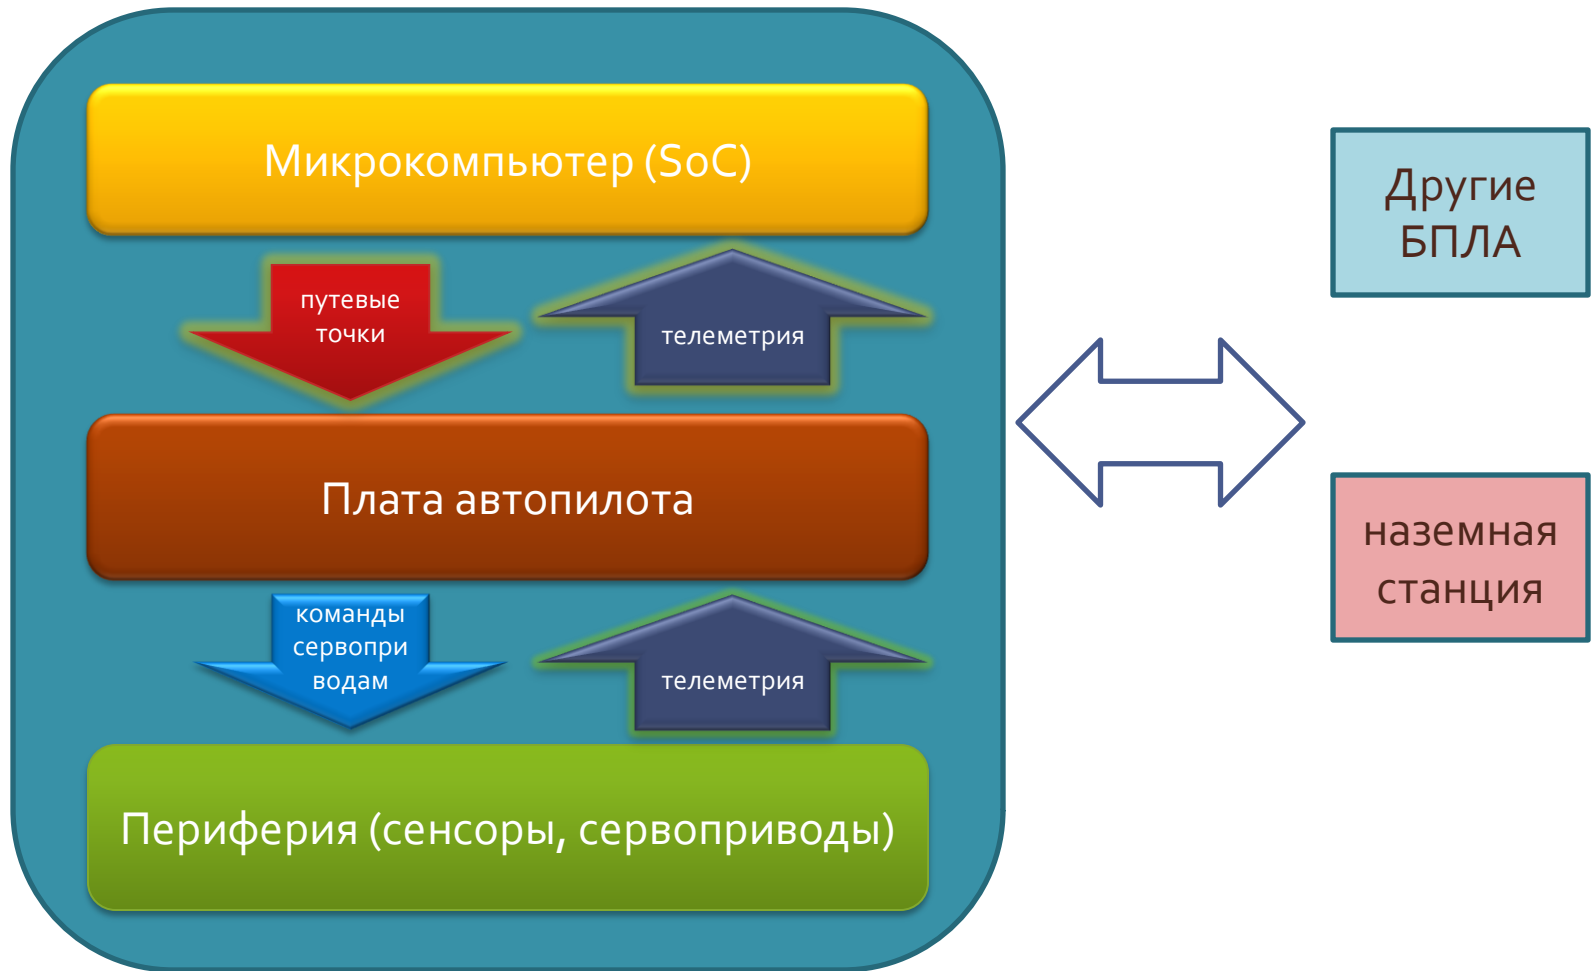 Микрокомпьютер (SoC)
путевые
точки
телеметрия
Плата автопилота
команды
сервопри
водам
телеметрия
Периферия (сенсоры, сервоприводы)
Другие
БПЛА
наземная
станция